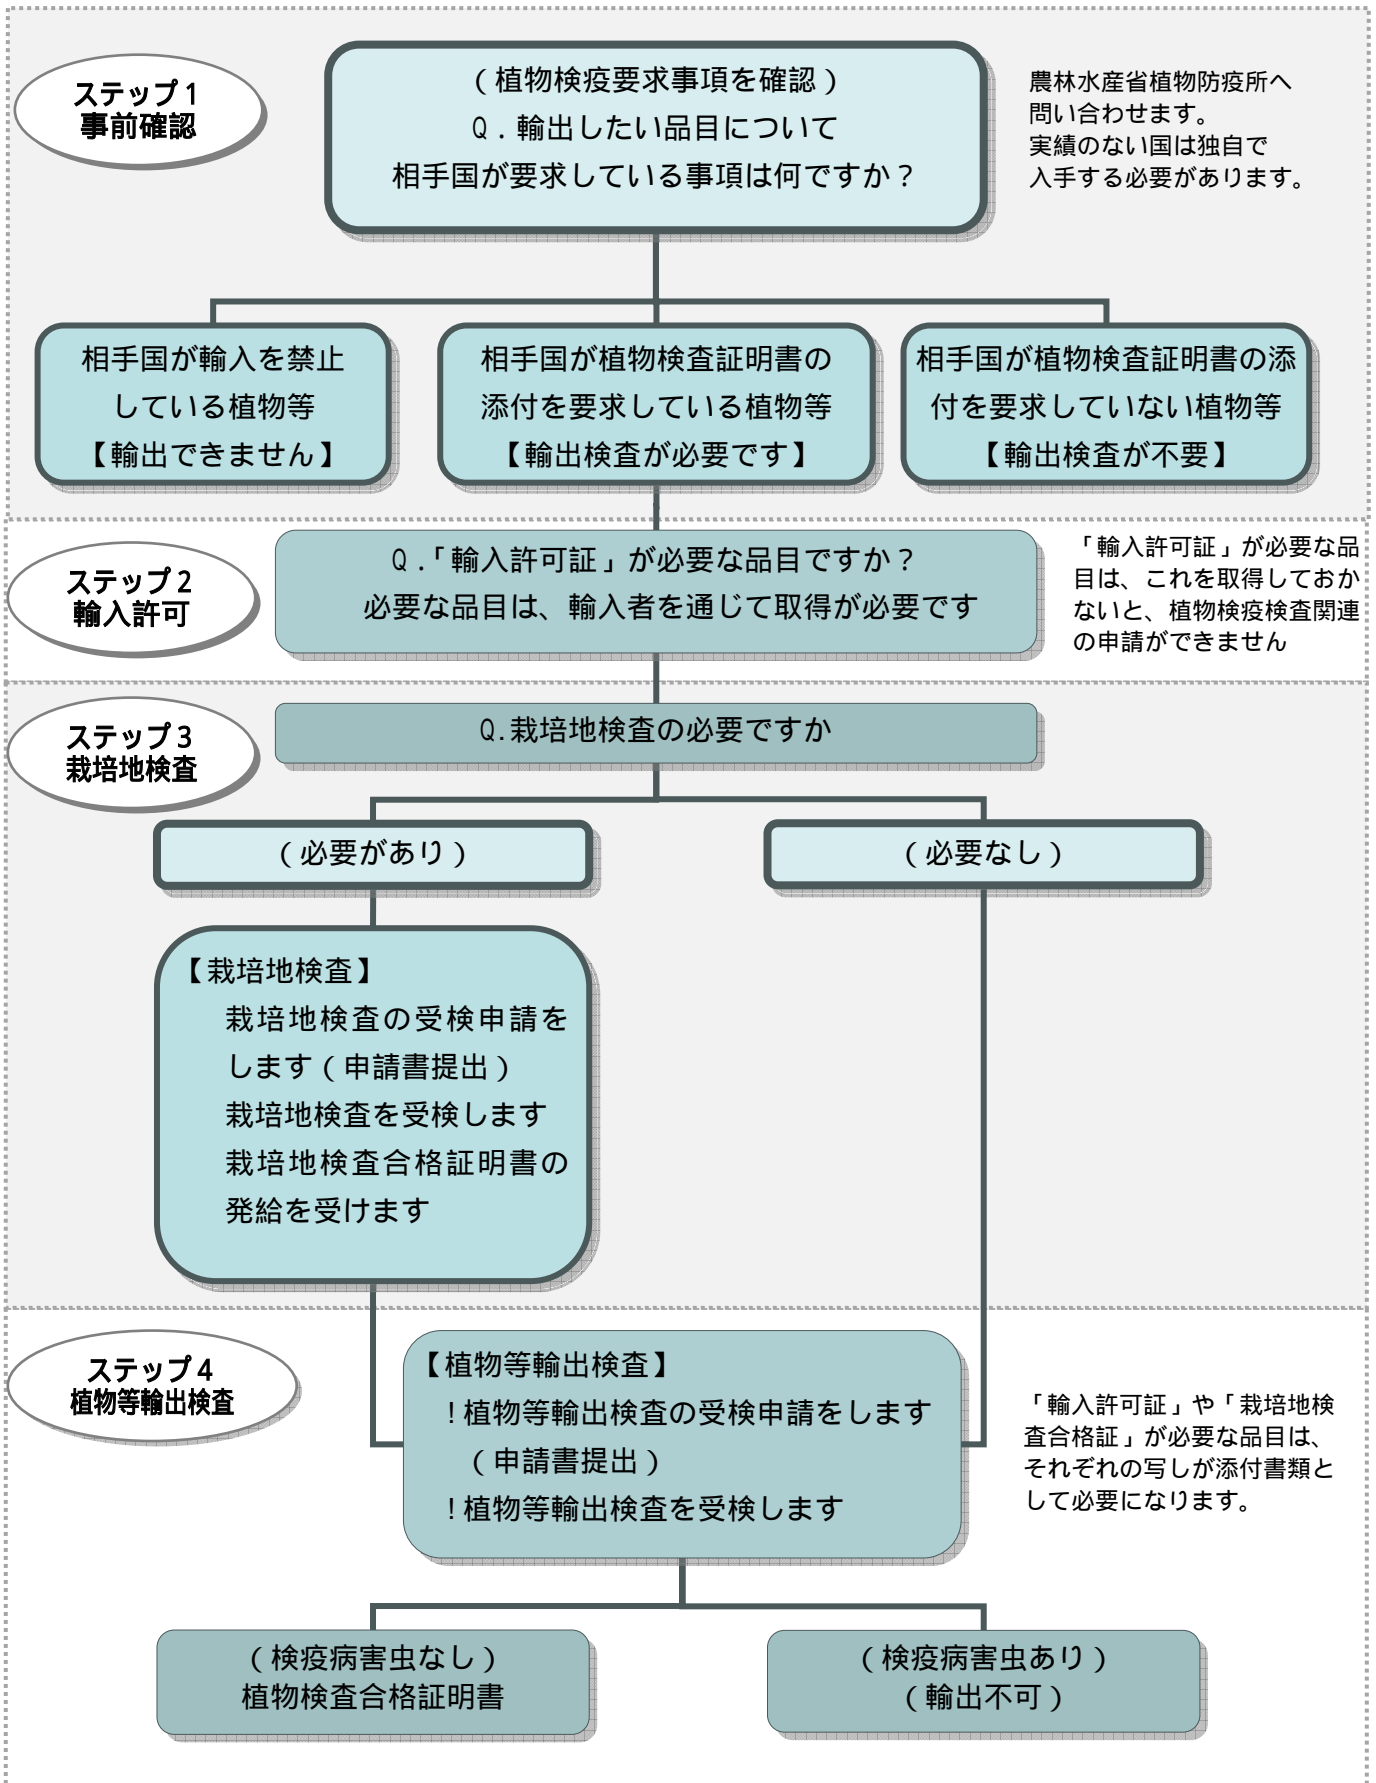 ステップ1
事前確認
(植物検疫要求事項を確認)
Q.輸出したい品目について
相手国が要求している事項は何ですか?
農林水産省植物防疫所へ
問い合わせます。
実績のない国は独自で
入手する必要があります。
相手国が輸入を禁止
している植物等
【輸出できません】
相手国が植物検査証明書の
添付を要求している植物等
【輸出検査が必要です】
相手国が植物検査証明書の添
付を要求していない植物等
【輸出検査が不要】
ステップ2
輸入許可
Q.「輸入許可証」が必要な品目ですか?
必要な品目は、輸入者を通じて取得が必要です
「輸入許可証」が必要な品
目は、これを取得しておか
ないと、植物検疫検査関連
の申請ができません
ステップ3
栽培地検査
Q.栽培地検査の必要ですか
(必要があり)
(必要なし)
【栽培地検査】
栽培地検査の受検申請を
します(申請書提出)
栽培地検査を受検します
栽培地検査合格証明書の
発給を受けます
ステップ4
植物等輸出検査
【植物等輸出検査】
!植物等輸出検査の受検申請をします
(申請書提出)
!植物等輸出検査を受検します
「輸入許可証」や「栽培地検
査合格証」が必要な品目は、
それぞれの写しが添付書類と
して必要になります。
(検疫病害虫なし)
植物検査合格証明書
(検疫病害虫あり)
(輸出不可)